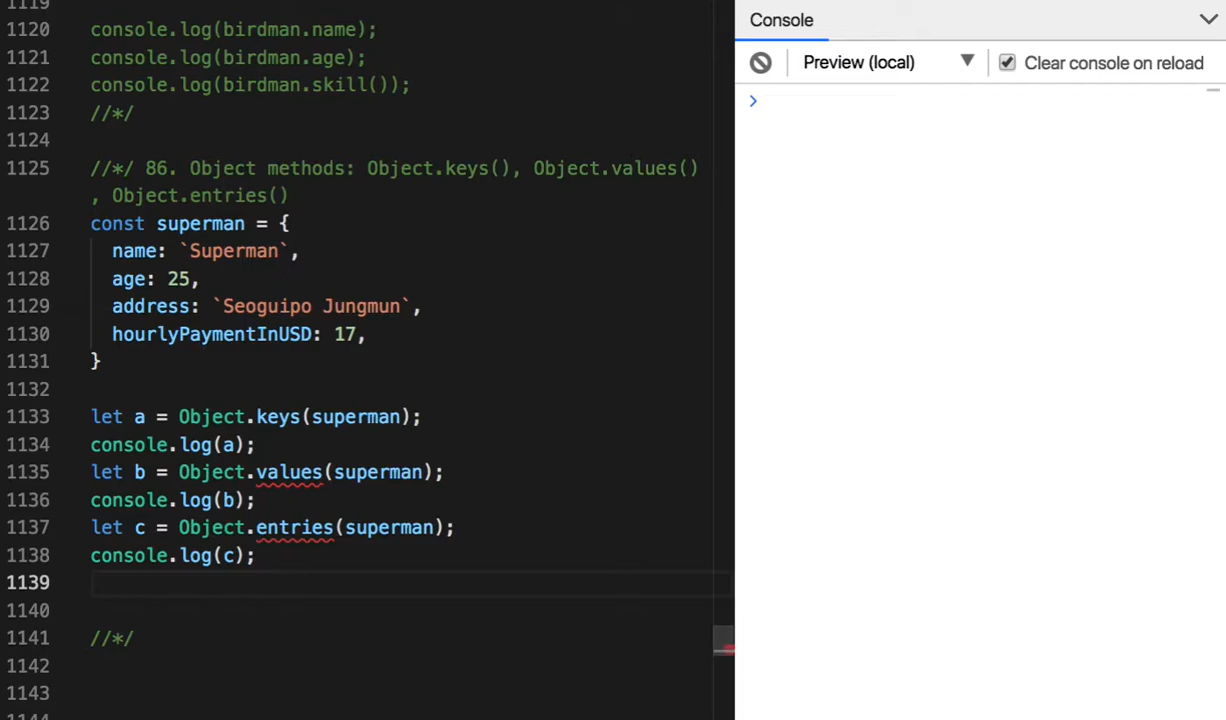 1119
1120 console.log(birdman.name);
1121 console.log(birdman.age);
1122 console.log(birdman.skill());
1123 //*/
1124
1125 //*/ 86. Object methods: Object.keys(), Object.values()
, Object.entries()
1126 const superman = {
1127 name: `Superman`,
1128 age: 25,
1129 address: `Seoguipo Jungmun`,
1130 hourlyPaymentInUSD: 17,
1131 }
1132
1133 let a = Object.keys(superman);
1134 console.log(a);
1135 let b = Object.values(superman);
1136 console.log(b);
1137 let c = Object.entries(superman);
1138 console.log(c);
1139
1140
1141 //*/
1142
1143
1144
Console
Preview (local) ▼ Clear console on reload
>